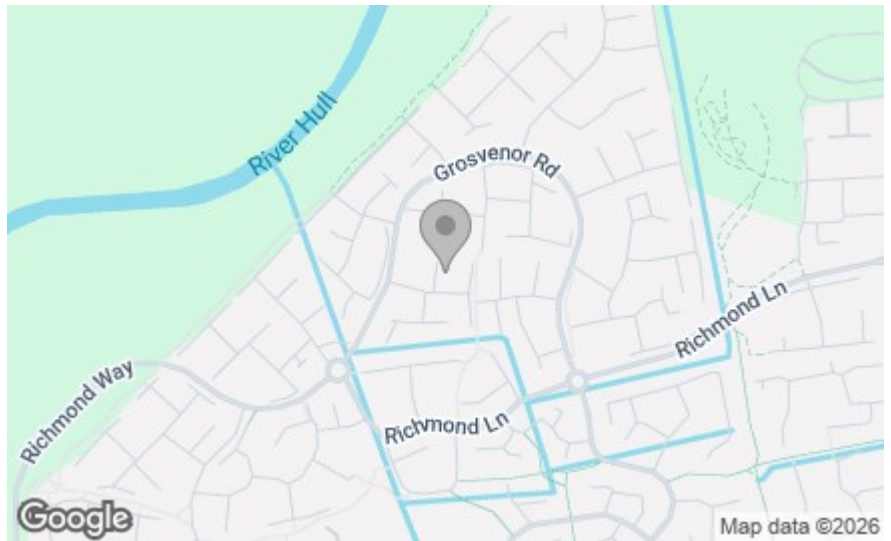 River Hull
Grosvenor Rd
Richmond Ln
Richmond Way
Richmond Ln
Google
Map data ©2026